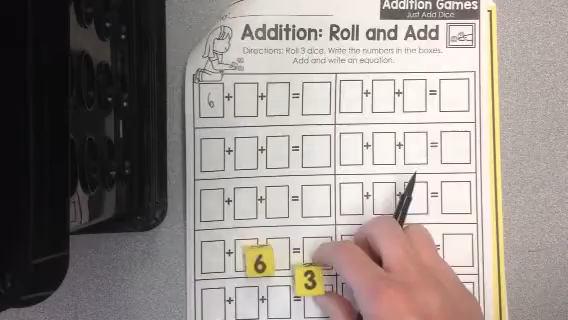 Addition Games
Just Add Dice
Addition: Roll and Add
Directions: Roll 3 dice. Write the numbers in the boxes.
Add and write an equation.
6 + + = + + =
+ + = + + =
+ + = + + =
+ = =
+ + =
6
3